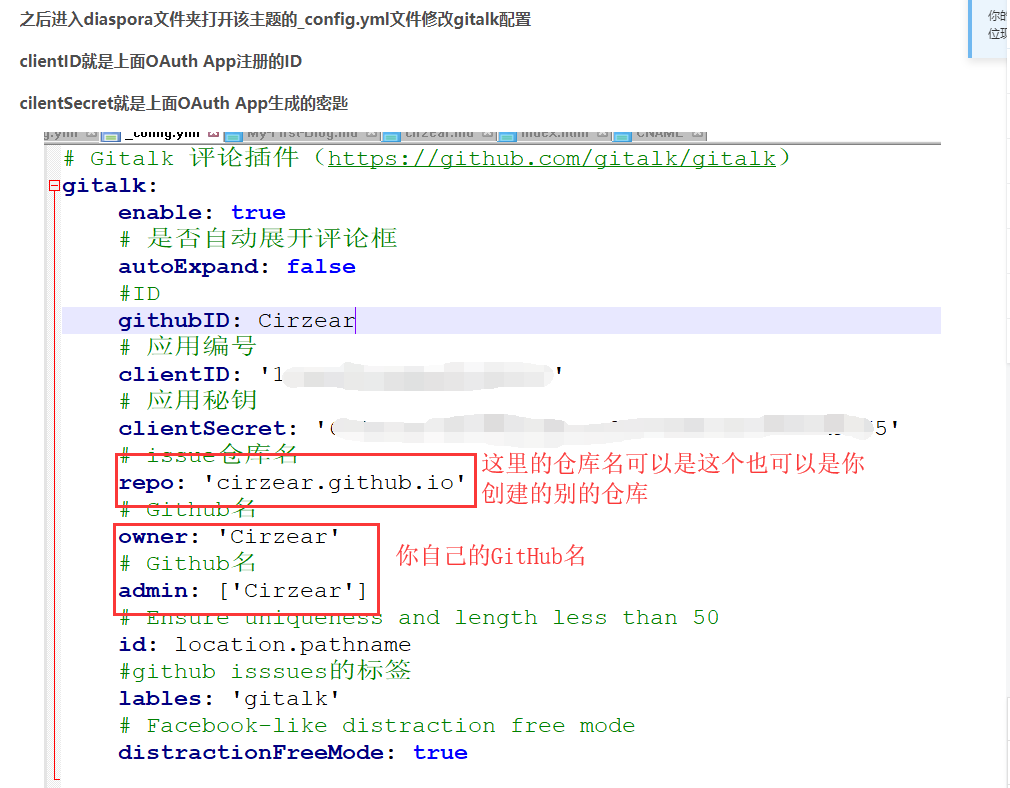 之后进入diaspora文件夹打开该主题的_config.yml文件修改gitalk配置
你的
clientID就是上面OAuth App注册的ID
cilentSecret就是上面OAuth App生成的密匙
_config.yml My-First-Blog.md cirzear.md index.html CNAME
# Gitalk 评论插件（https://github.com/gitalk/gitalk）
gitalk:
enable: true
# 是否自动展开评论框
autoExpand: false
#ID
githubID: Cirzear
# 应用编号
clientID: '1 '
# 应用秘钥
clientSecret: ' 5'
# issue仓库名
repo: 'cirzear.github.io'
这里的仓库名可以是这个也可以是你
创建的别的仓库
# Github名
owner: 'Cirzear'
# Github名
admin: ['Cirzear']
你自己的GitHub名
# Ensure uniqueness and length less than 50
id: location.pathname
#github isssues的标签
lables: 'gitalk'
# Facebook-like distraction free mode
distractionFreeMode: true